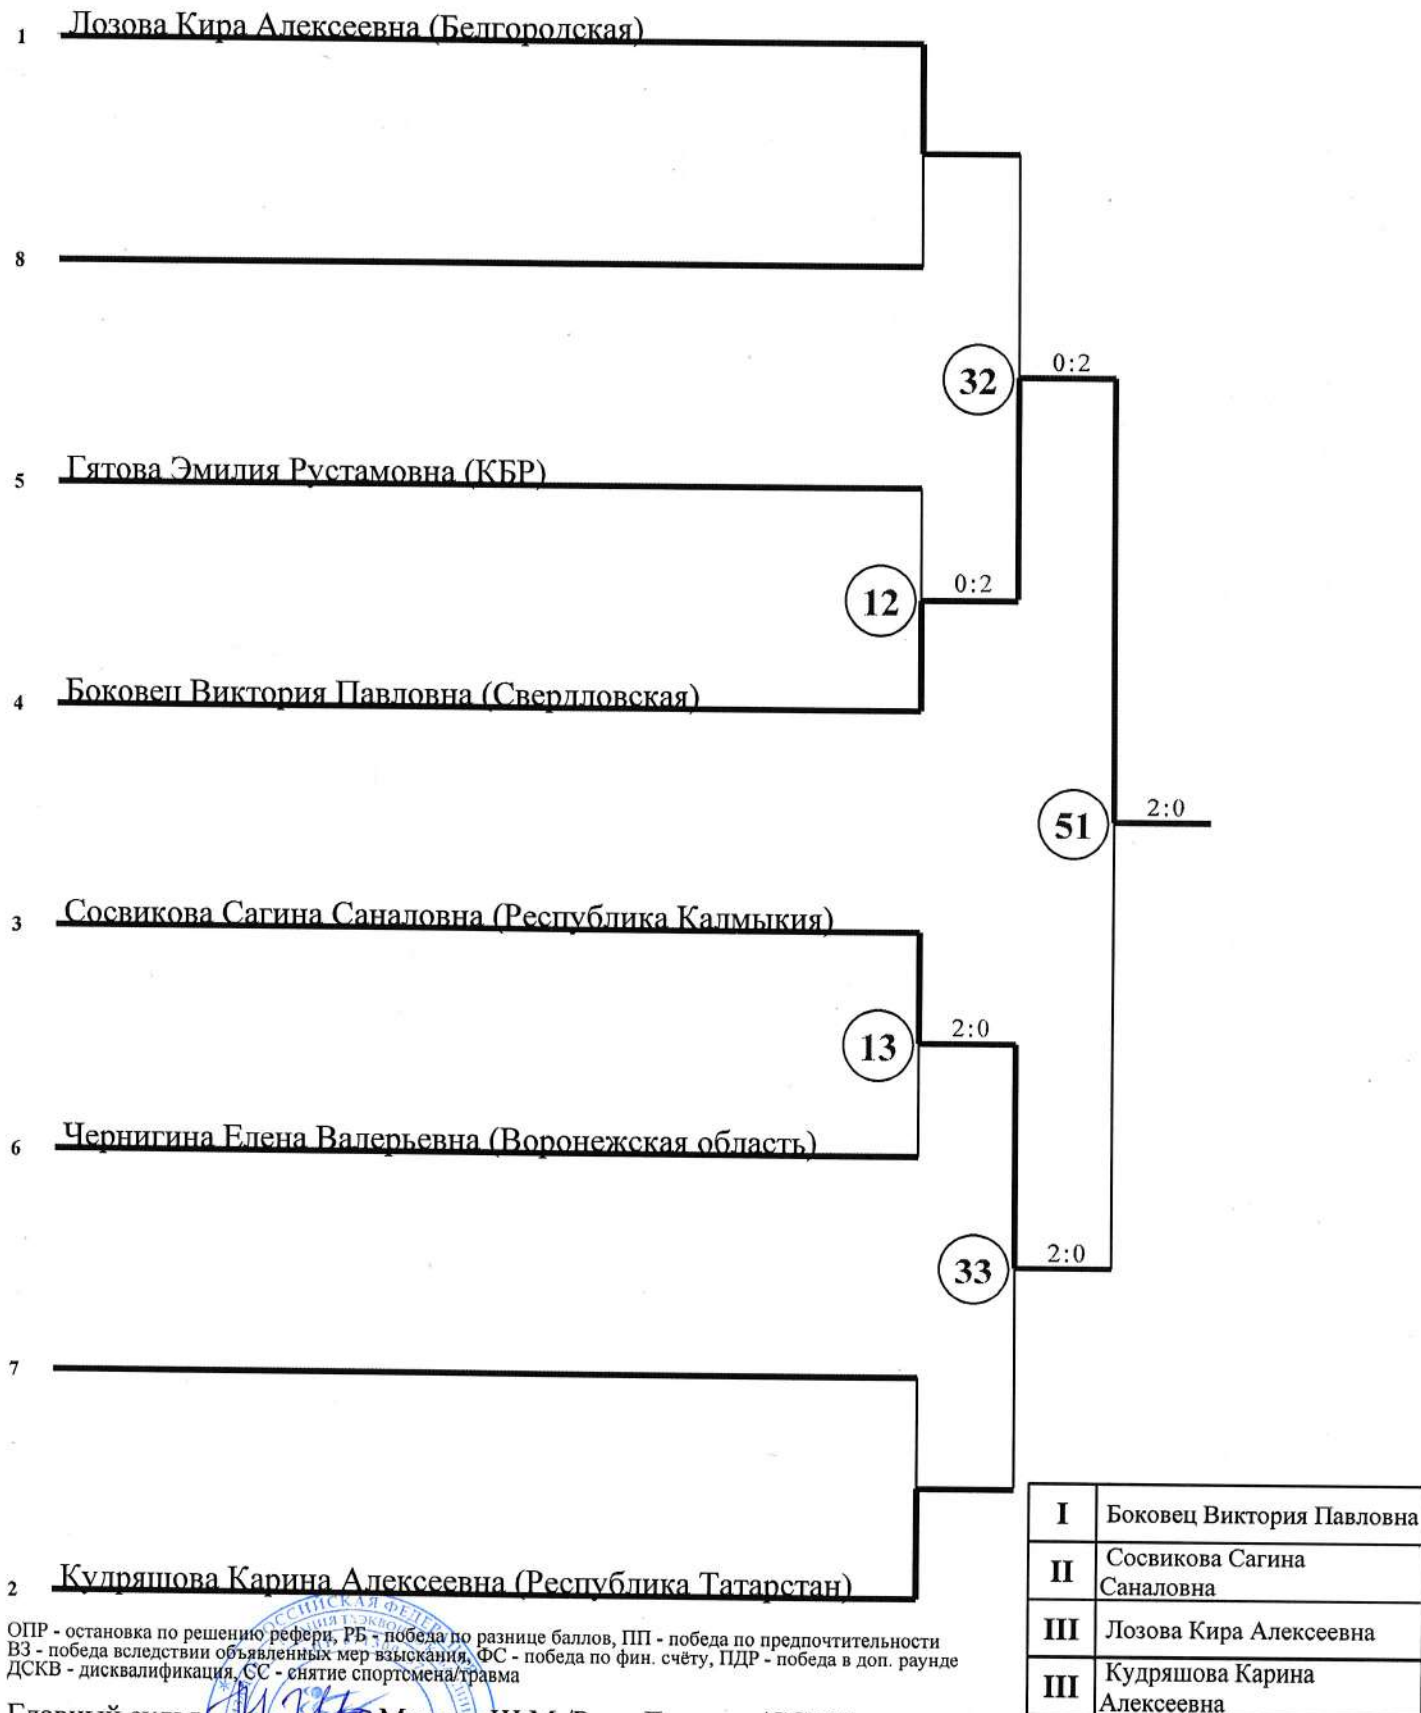 1 Лозова Кира Алексеевна (Белгородская)
8
32 0:2
5 Гятова Эмилия Рустамовна (КБР)
12 0:2
4 Боковец Виктория Павловна (Свердловская)
51 2:0
3 Сосвикова Сагина Саналовна (Республика Калмыкия)
13 2:0
6 Чернигина Елена Валерьевна (Воронежская область)
33 2:0
7
2 Кудряшова Карина Алексеевна (Республика Татарстан)
I Боковец Виктория Павловна
II Сосвикова Сагина
Саналовна
III Лозова Кира Алексеевна
III Кудряшова Карина
Алексеевна
ОПР - остановка по решению рефери, РБ - победа по разнице баллов, ПП - победа по предпочтительности
ВЗ - победа вследствии объявленных мер взыскания, ФС - победа по фин. счёту, ПДР - победа в доп. раунде
ДСКВ - дисквалификация, СС - снятие спортсмена/травма